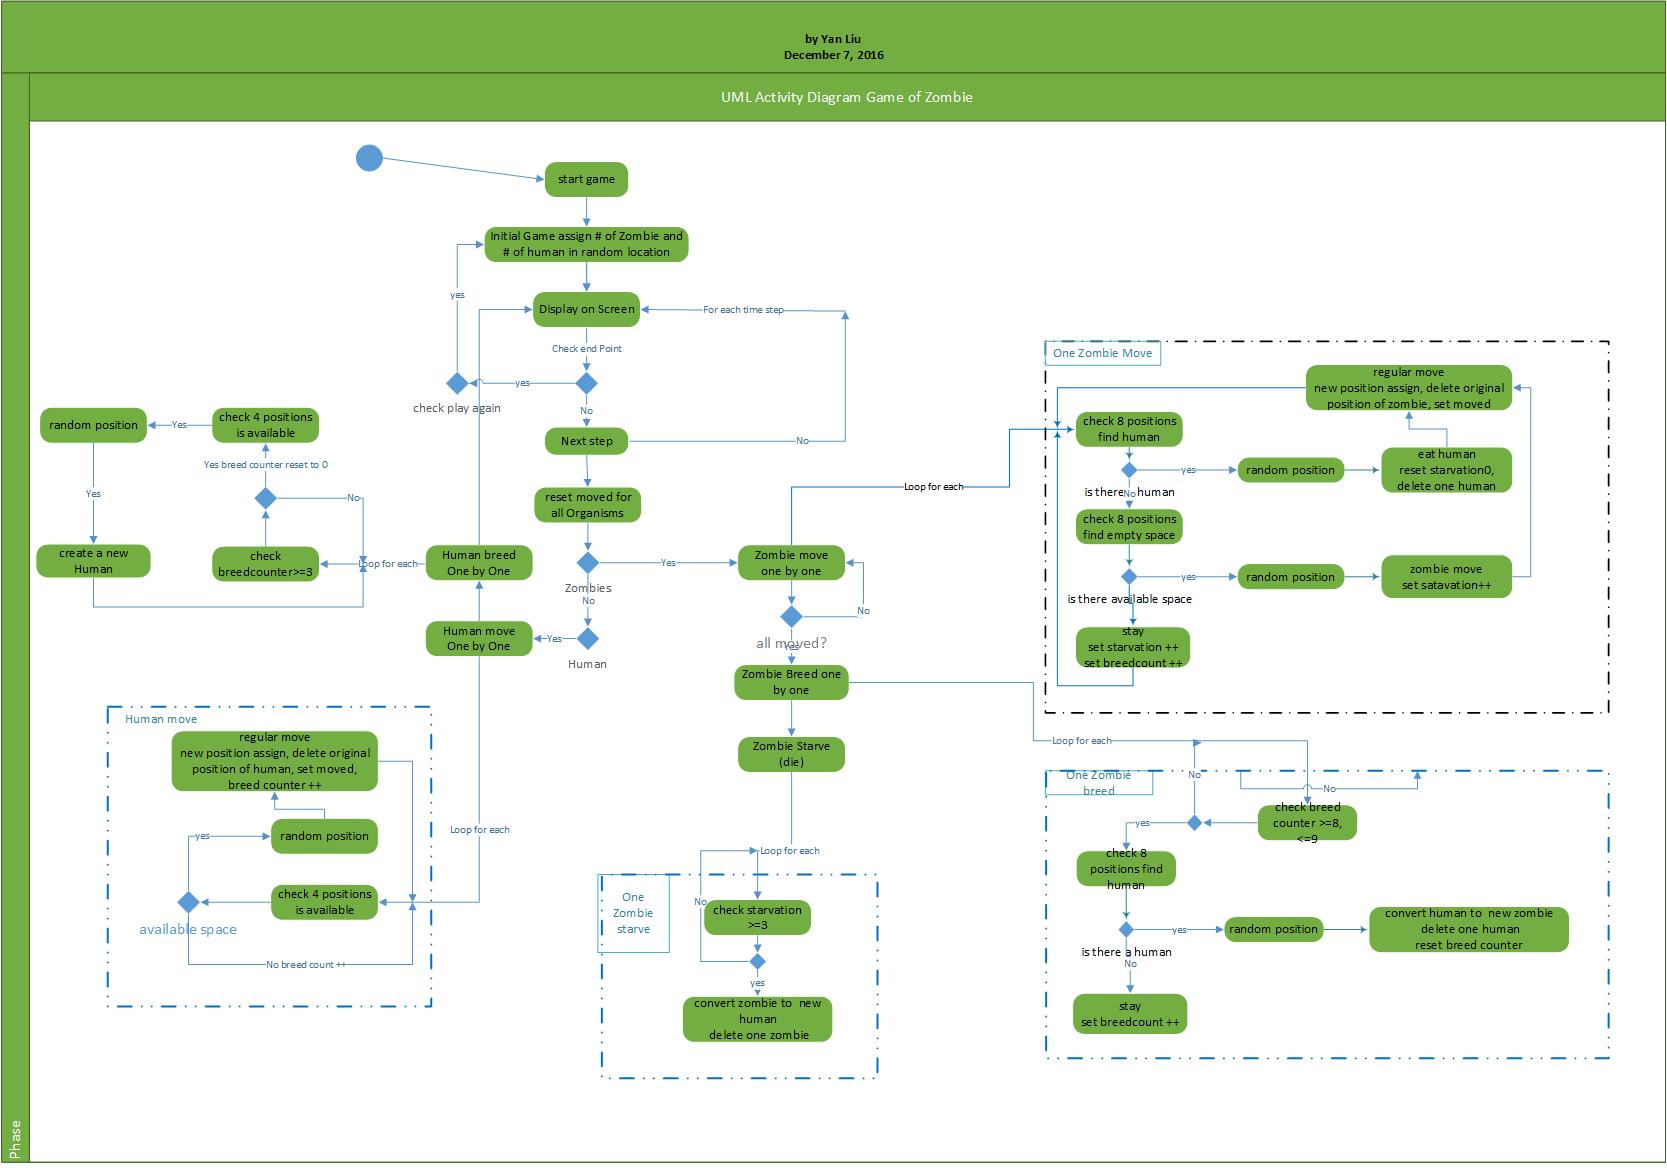 by Yan Liu
December 7, 2016
UML Activity Diagram Game of Zombie
Phase
start game
Initial Game assign # of Zombie and
# of human in random location
yes
Display on Screen
For each time step
Check end Point
yes
check play again
No
Next step
No
reset moved for
all Organisms
Zombies
Yes
No
Human
Yes
random position
Yes
check 4 positions
is available
Yes breed counter reset to 0
No
Yes
create a new
Human
check
breedcounter>=3
Loop for each
Human breed
One by One
Human move
One by One
Loop for each
Zombie move
one by one
No
all moved?
Yes
Zombie Breed one
by one
Zombie Starve
(die)
Loop for each
Loop for each
Loop for each
One Zombie Move
regular move
new position assign, delete original
position of zombie, set moved
check 8 positions
find human
yes
random position
eat human
reset starvation0,
delete one human
is there human
No
check 8 positions
find empty space
yes
random position
zombie move
set satavation++
is there available space
stay
set starvation ++
set breedcount ++
Human move
regular move
new position assign, delete original
position of human, set moved,
breed counter ++
yes
random position
check 4 positions
is available
available space
No breed count ++
One
Zombie
starve
No
check starvation
>=3
yes
convert zombie to new
human
delete one zombie
One Zombie
breed
No
No
check breed
counter >=8,
<=9
yes
check 8
positions find
human
yes
random position
convert human to new zombie
delete one human
reset breed counter
is there a human
No
stay
set breedcount ++